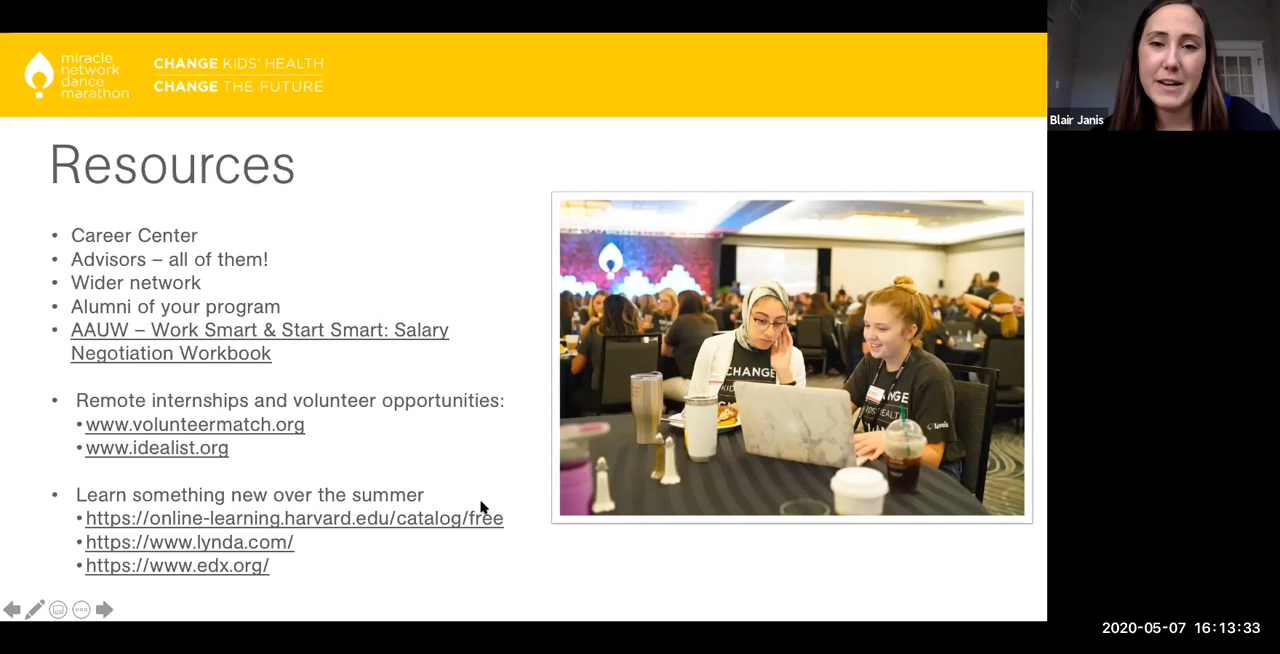 miracle
network
dance
marathon
CHANGE KIDS' HEALTH
CHANGE THE FUTURE
Blair Janis
Resources
• Career Center
• Advisors – all of them!
• Wider network
• Alumni of your program
• AAUW – Work Smart & Start Smart: Salary
Negotiation Workbook
• Remote internships and volunteer opportunities:
• www.volunteermatch.org
• www.idealist.org
• Learn something new over the summer
• https://online-learning.harvard.edu/catalog/free
• https://www.lynda.com/
• https://www.edx.org/
CHANGE
KIDS' HEALTH
2020-05-07 16:13:33